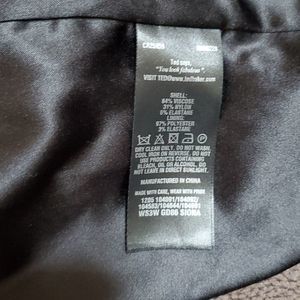 Ted says,
"You look fabulous"
VISIT TED@www.tedbaker.com
SHELL:
64% VISCOSE
31% NYLON
5% ELASTANE
LINING:
97% POLYESTER
3% ELASTANE
DRY CLEAN ONLY. DO NOT WASH
COOL IRON ON REVERSE. DO NOT
USE PRODUCTS CONTAINING
BLEACH, OIL OR ALCOHOL. DO
NOT LEAVE IN DIRECT SUNLIGHT.
MANUFACTURED IN CHINA
MADE WITH CARE, WEAR WITH PRIDE
WS3W GD86 SIONA